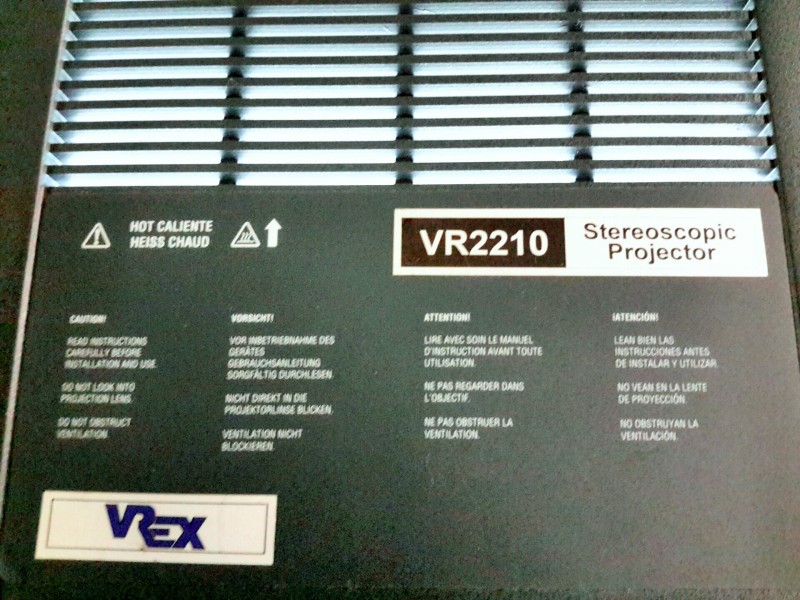 HOT CALIENTE
HEISS CHAUD
VR2210
Stereoscopic
Projector
CAUTION!
READ INSTRUCTIONS
CAREFULLY BEFORE
INSTALLATION AND USE.
DO NOT LOOK INTO
PROJECTION LENS.
DO NOT OBSTRUCT
VENTILATION.
VORSICHT!
VOR INBETRIEBNAHME DES
GERÄTES
GEBRAUCHSANLEITUNG
SORGFÄLTIG DURCHLESEN.
NICHT DIREKT IN DIE
PROJEKTORLINSE BLICKEN.
VENTILATION NICHT
BLOCKIEREN.
ATTENTION!
LIRE AVEC SOIN LE MANUEL
D'INSTRUCTION AVANT TOUTE
UTILISATION.
NE PAS REGARDER DANS
L'OBJECTIF.
NE PAS OBSTRUER LA
VENTILATION.
¡ATENCIÓN!
LEAN BIEN LAS
INSTRUCCIONES ANTES
DE INSTALAR Y UTILIZAR.
NO VEAN EN LA LENTE
DE PROYECCIÓN.
NO OBSTRUYAN LA
VENTILACIÓN.
VREX